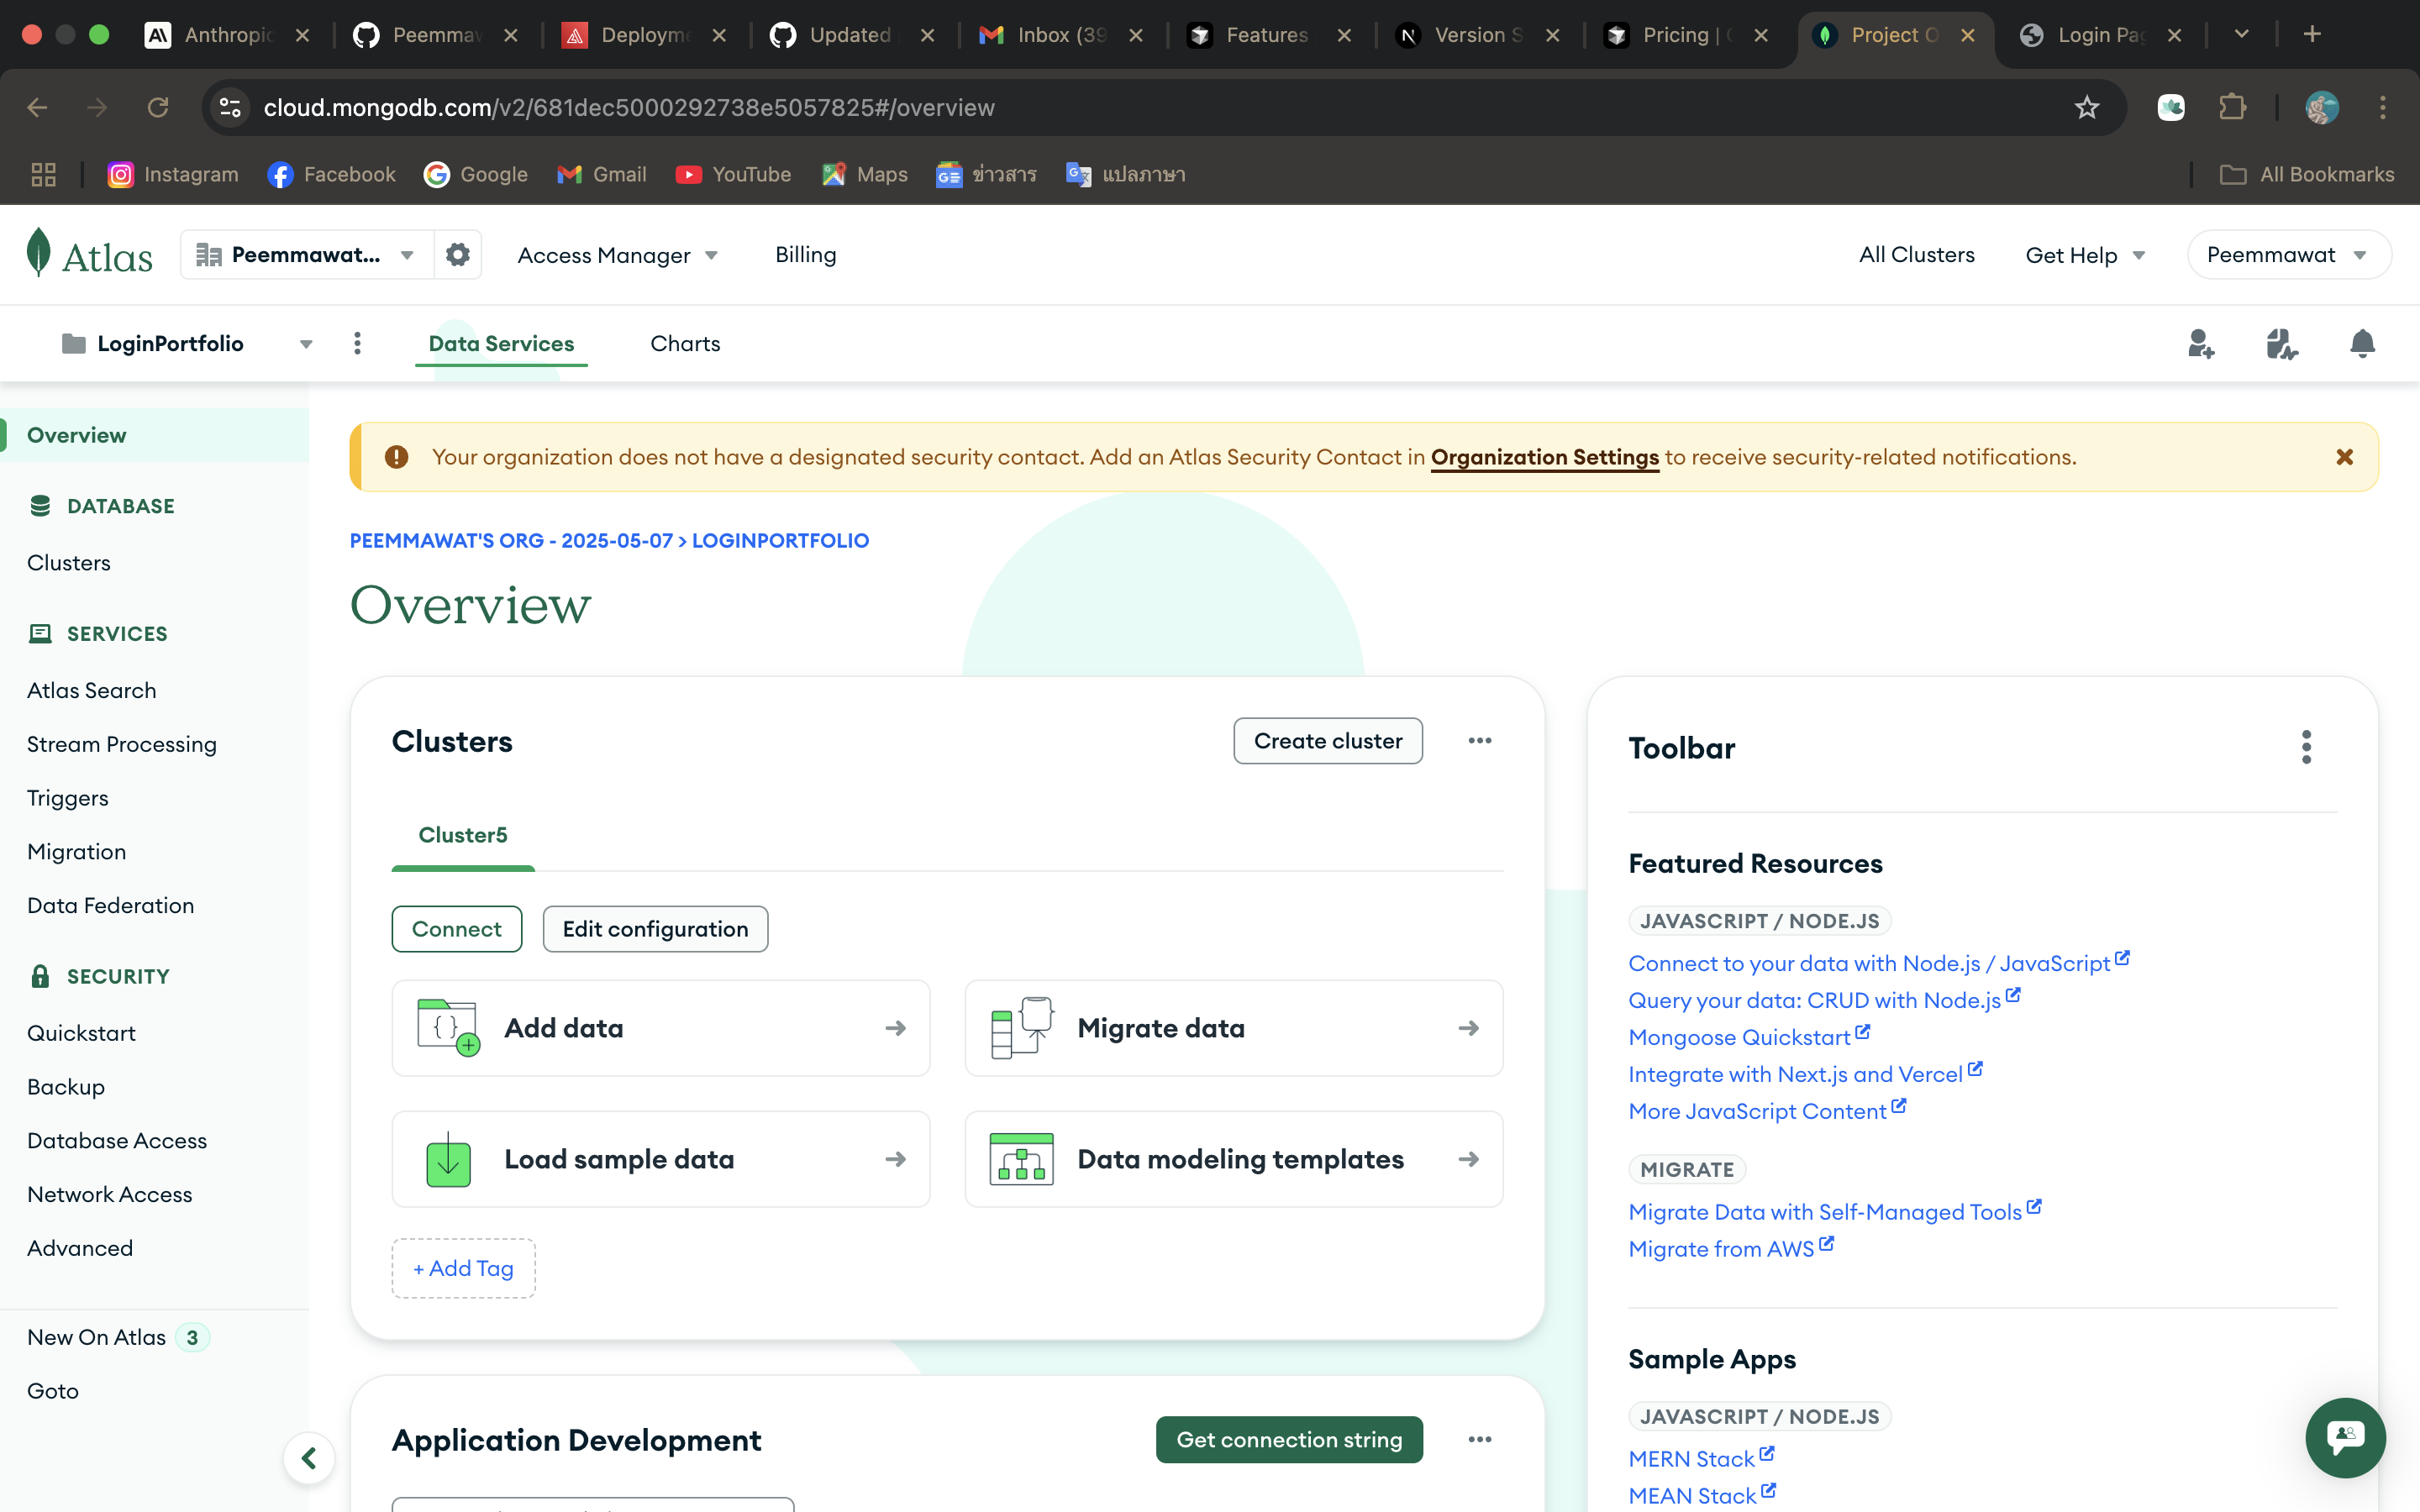 Anthropic
Peemmaw
Deployme
Updated
Inbox (39
Features
Version S
Pricing | C
Project O
Login Pag
cloud.mongodb.com/v2/681dec5000292738e5057825#/overview
Instagram
Facebook
Google
Gmail
YouTube
Maps
ข่าวสาร
แปลภาษา
All Bookmarks
Atlas
Peemmawat...
Access Manager
Billing
All Clusters
Get Help
Peemmawat
LoginPortfolio
Data Services
Charts
Overview
DATABASE
Clusters
SERVICES
Atlas Search
Stream Processing
Triggers
Migration
Data Federation
SECURITY
Quickstart
Backup
Database Access
Network Access
Advanced
New On Atlas 3
Goto
Your organization does not have a designated security contact. Add an Atlas Security Contact in Organization Settings to receive security-related notifications.
PEEMMAWAT'S ORG - 2025-05-07 > LOGINPORTFOLIO
Overview
Clusters
Create cluster
Cluster5
Connect
Edit configuration
Add data
Migrate data
Load sample data
Data modeling templates
+ Add Tag
Application Development
Get connection string
Toolbar
Featured Resources
JAVASCRIPT / NODE.JS
Connect to your data with Node.js / JavaScript
Query your data: CRUD with Node.js
Mongoose Quickstart
Integrate with Next.js and Vercel
More JavaScript Content
MIGRATE
Migrate Data with Self-Managed Tools
Migrate from AWS
Sample Apps
JAVASCRIPT / NODE.JS
MERN Stack
MEAN Stack